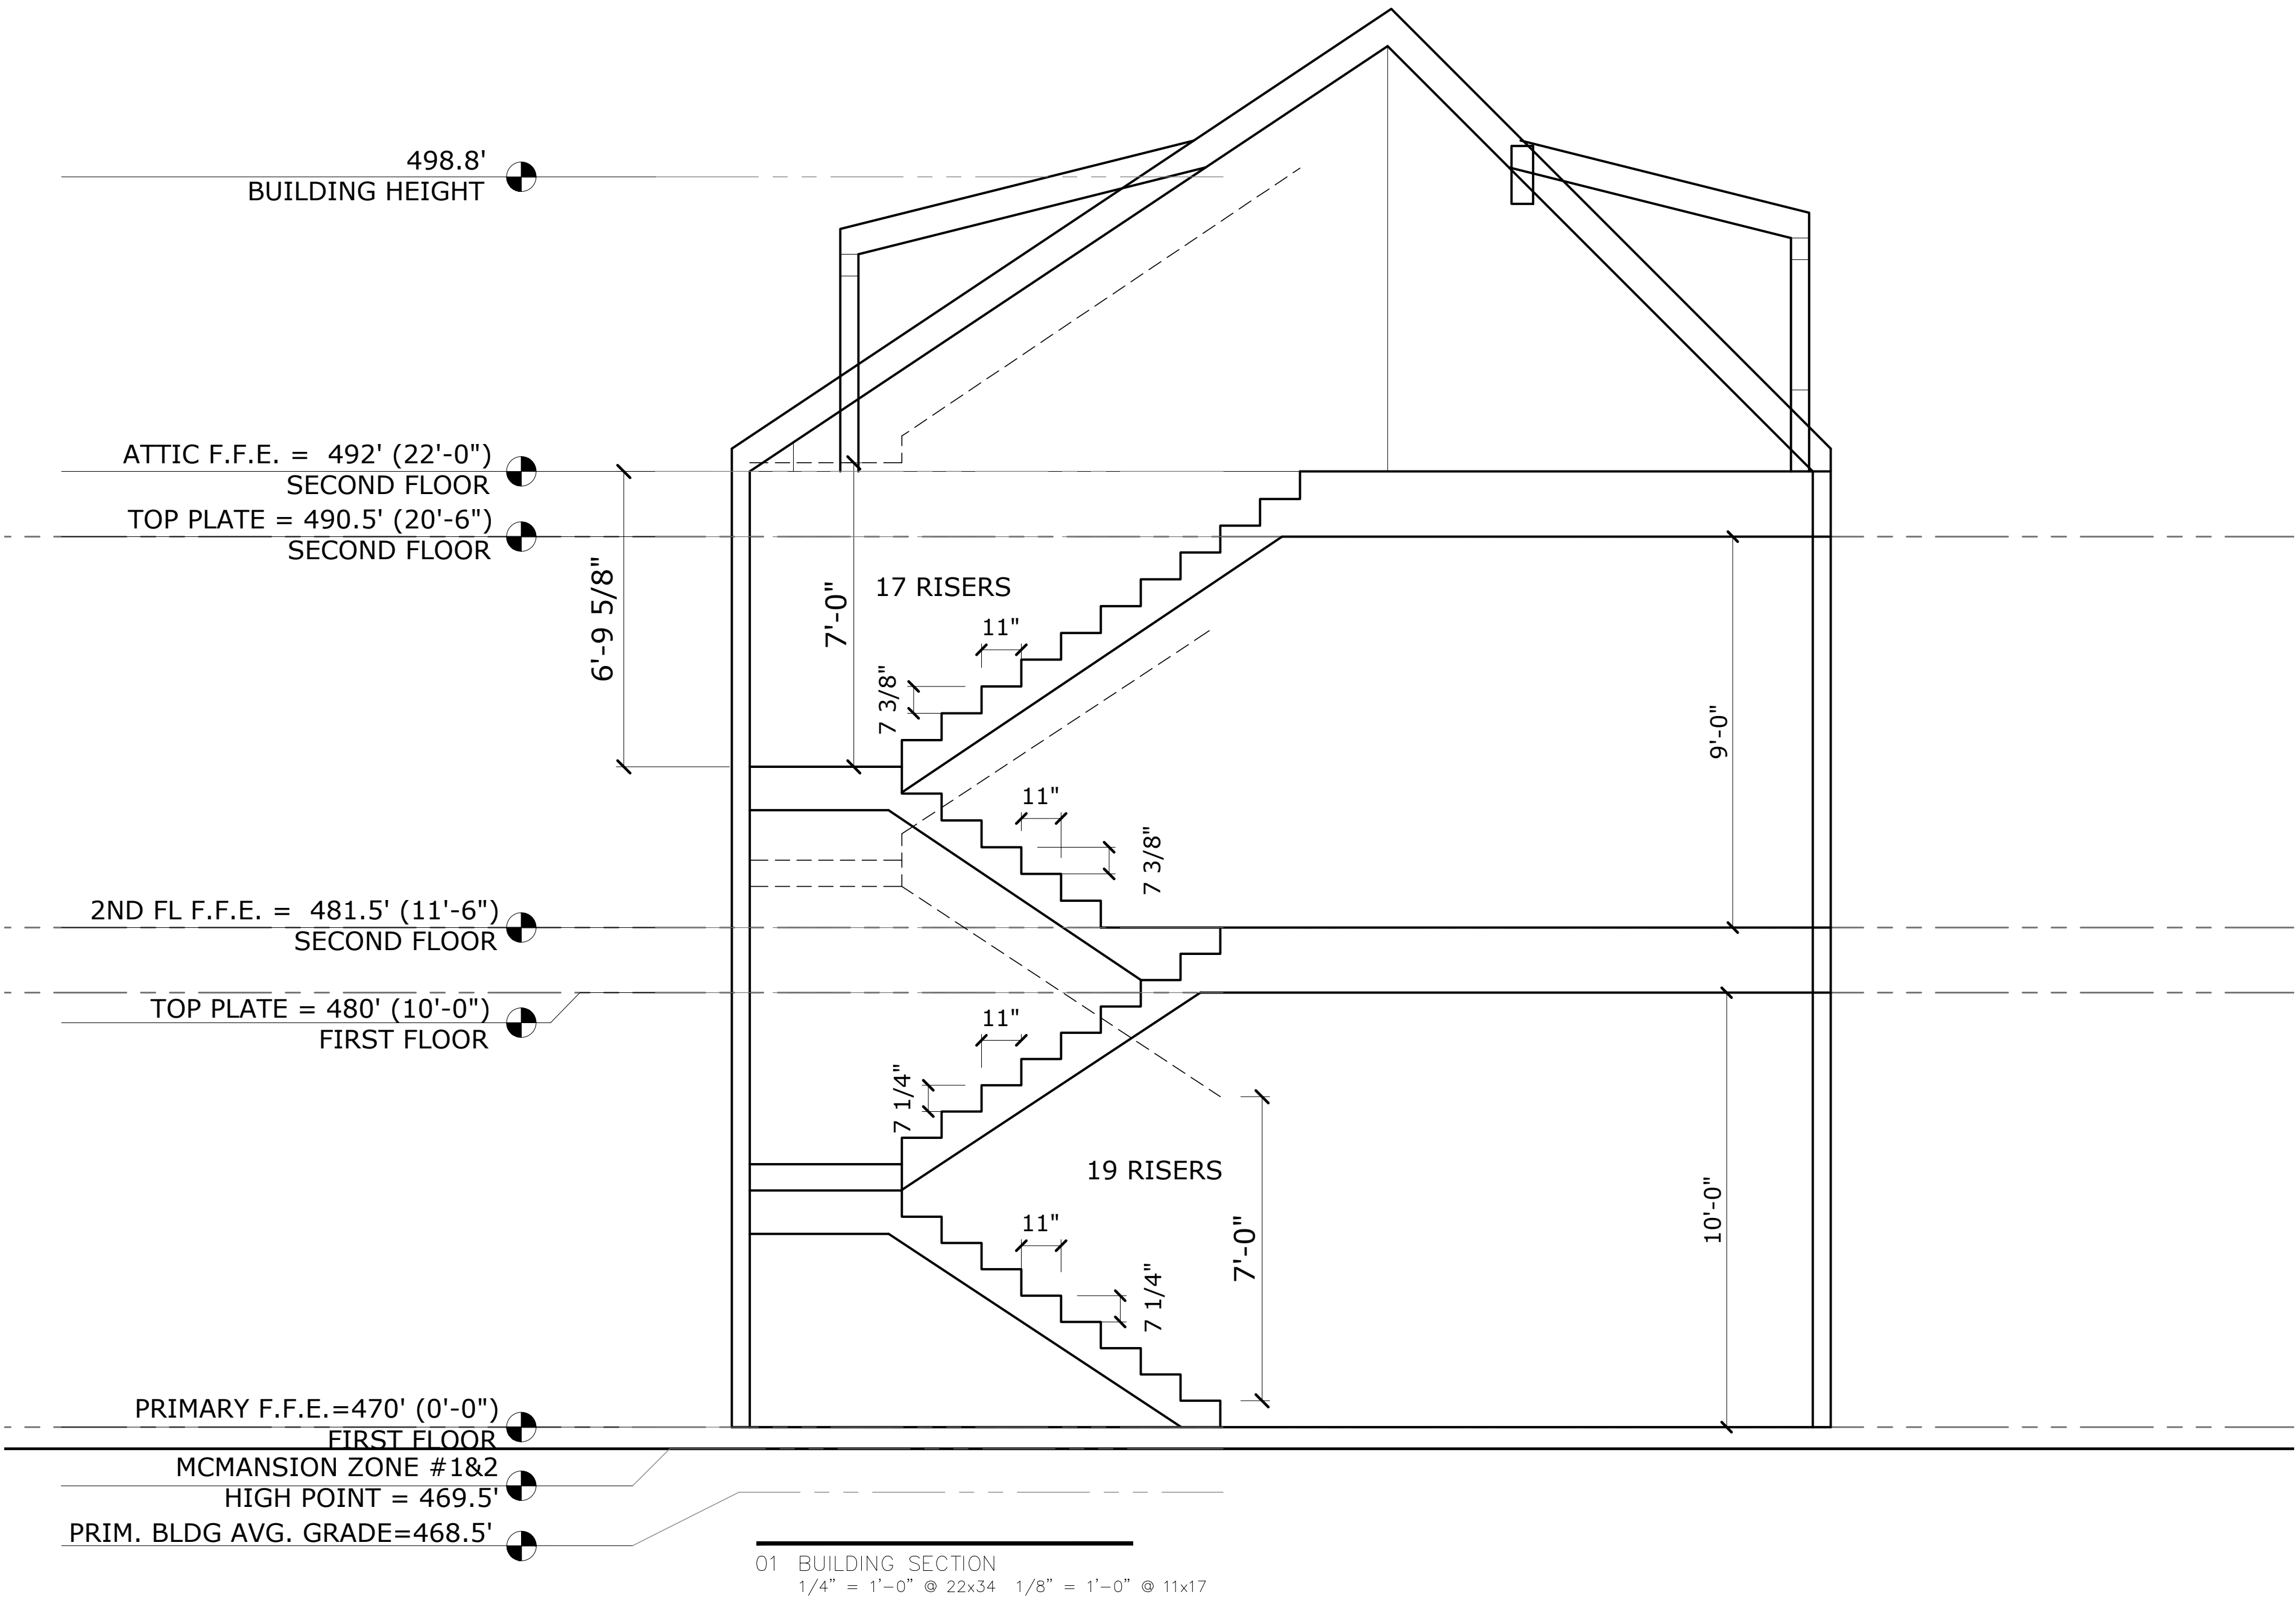 498.8'
BUILDING HEIGHT
ATTIC F.F.E. =  492' (22'-0")
SECOND FLOOR
TOP PLATE = 490.5' (20'-6")
SECOND FLOOR
6'-9 5/8"
7'-0"
17 RISERS
11"
7 3/8"
9'-0"
11"
7 3/8"
2ND FL F.F.E. =  481.5' (11'-6")
SECOND FLOOR
TOP PLATE = 480' (10'-0")
FIRST FLOOR
11"
7 1/4"
19 RISERS
11"
7 1/4"
7'-0"
10'-0"
PRIMARY F.F.E.=470' (0'-0")
FIRST FLOOR
MCMANSION ZONE #1&2
HIGH POINT = 469.5'
PRIM. BLDG AVG. GRADE=468.5'
01 BUILDING SECTION
1/4" = 1'-0" @ 22x34 1/8" = 1'-0" @ 11x17